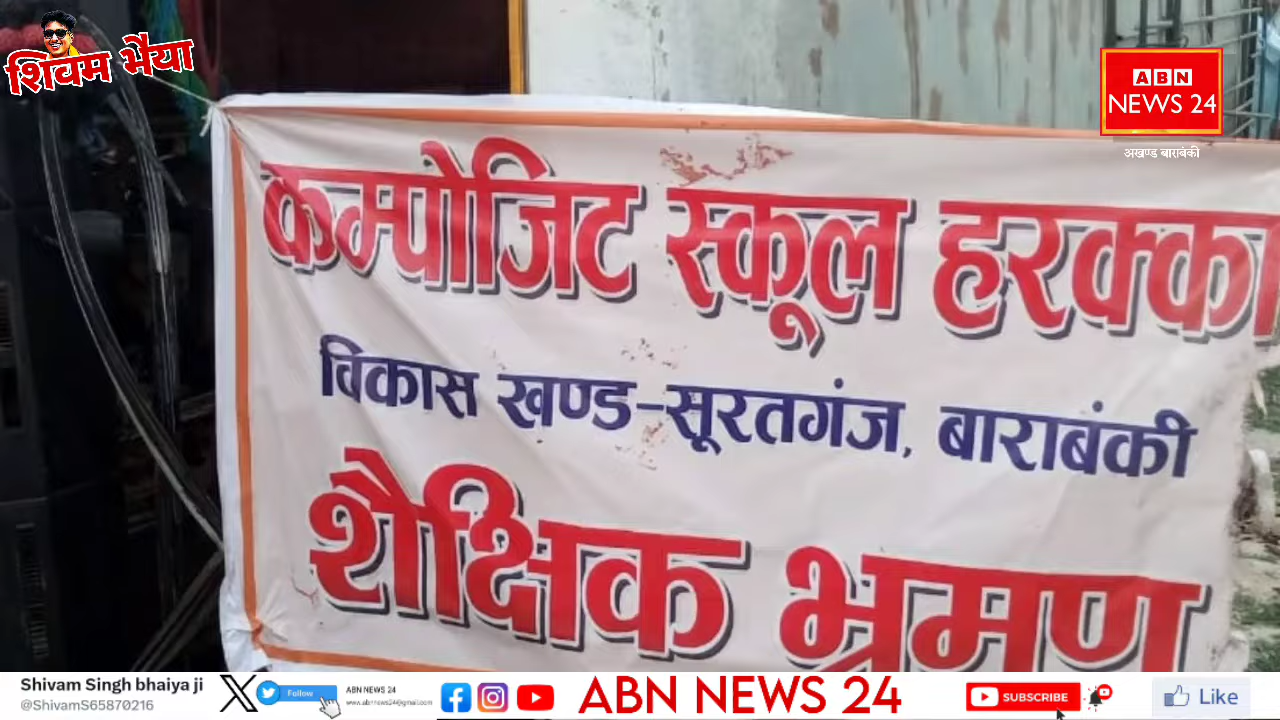 शिवम भैया
ABN
NEWS 24
अखण्ड बाराबंकी
कम्पोजिट स्कूल हरक्का
विकास खण्ड-सूरतगंज, बाराबंकी
शैक्षिक भ्रमण
Shivam Singh bhaiya ji
@ShivamS65870216
Follow
ABN NEWS 24
www.abnnews24@gmail.com
ABN NEWS 24
SUBSCRIBE
Like